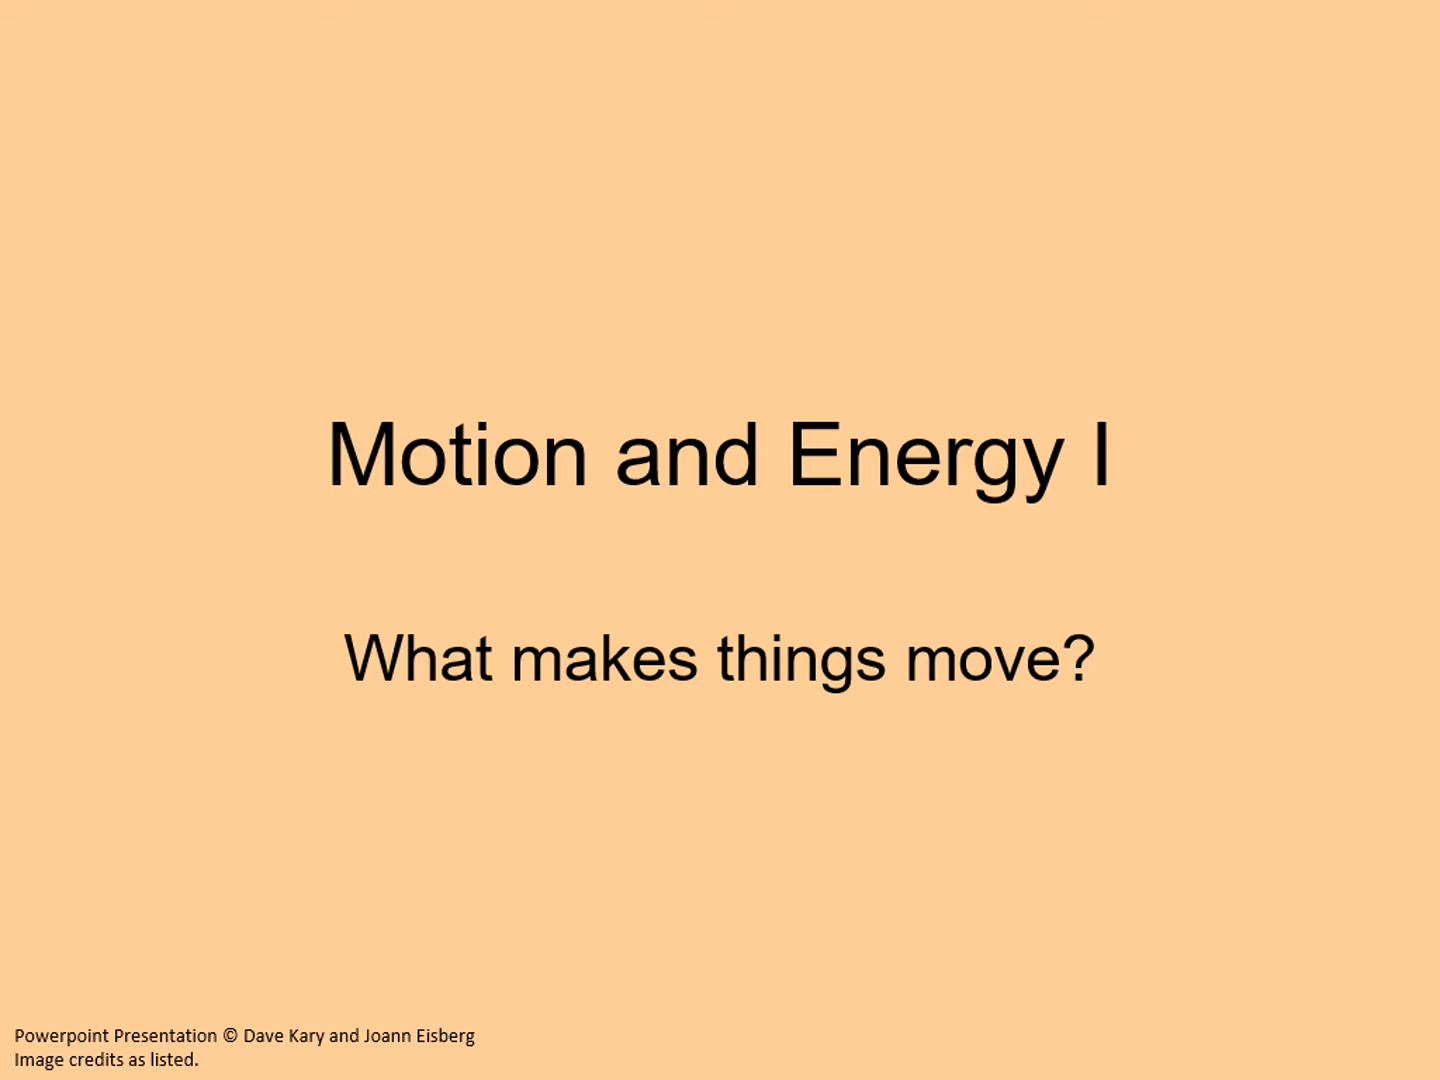 Motion and Energy I
What makes things move?
Powerpoint Presentation © Dave Kary and Joann Eisberg
Image credits as listed.